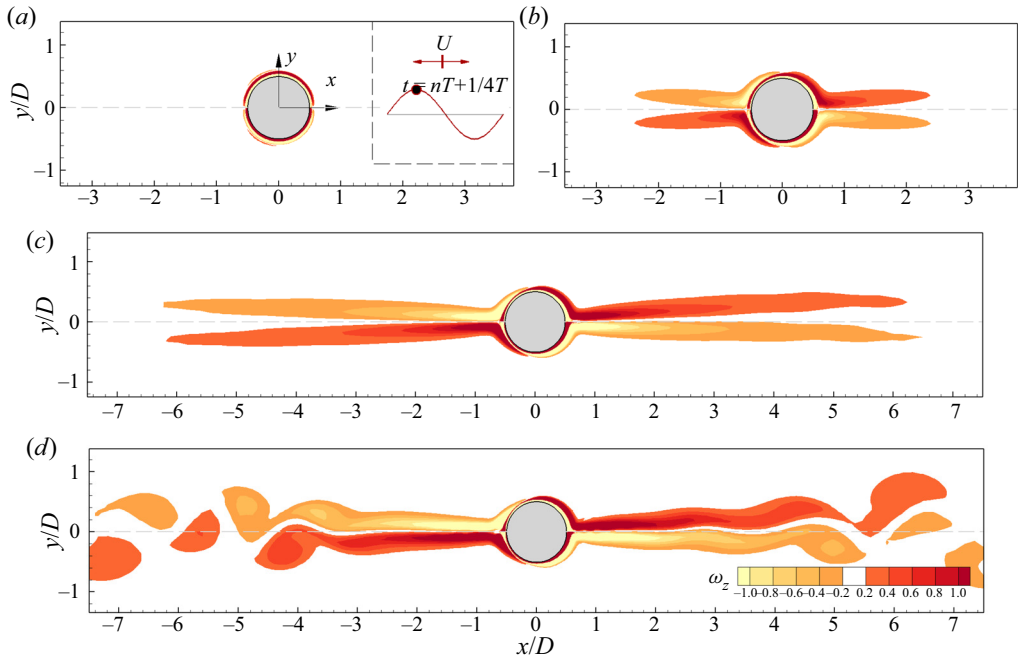 (a)
(b)
1
0
–1
y/D
y
x
U
t = nT+1/4T
–3 –2 –1 0 1 2 3
1
0
–1
–3 –2 –1 0 1 2 3
(c)
1
0
–1
y/D
–7 –6 –5 –4 –3 –2 –1 0 1 2 3 4 5 6 7
(d)
1
0
–1
y/D
ω_z
–1.0 –0.8 –0.6 –0.4 –0.2 0.2 0.4 0.6 0.8 1.0
–7 –6 –5 –4 –3 –2 –1 0 1 2 3 4 5 6 7
x/D